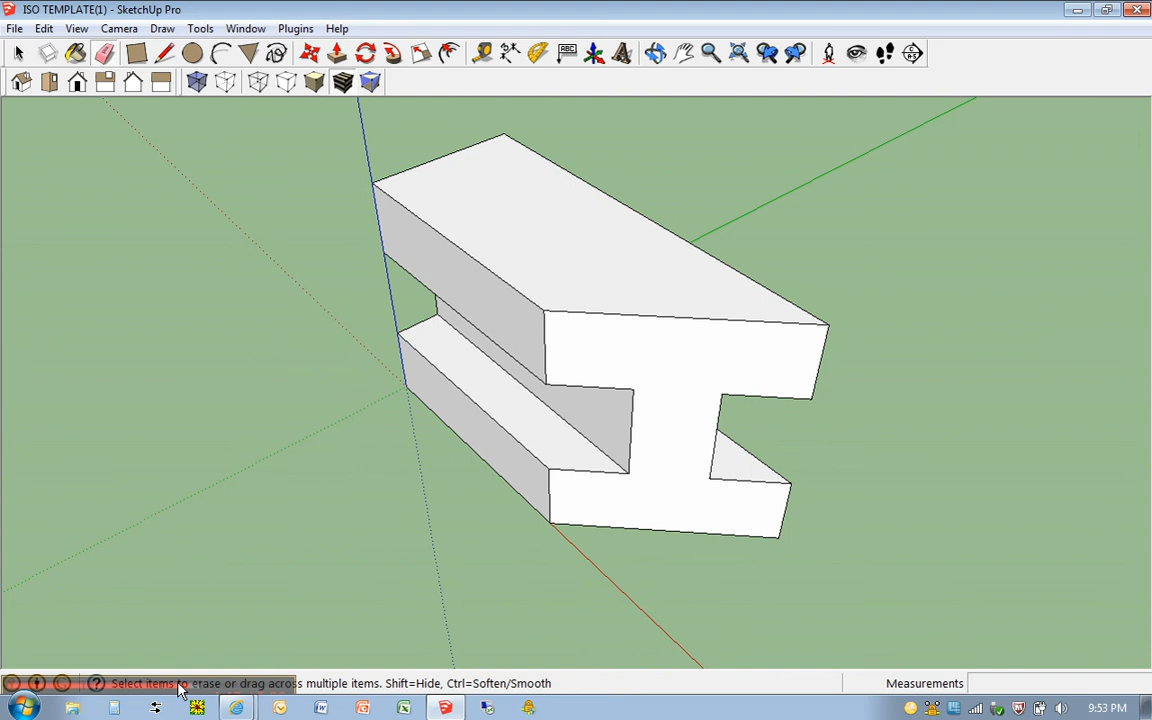 ISO TEMPLATE(1) - SketchUp Pro
File Edit View Camera Draw Tools Window Plugins Help
Select items to erase or drag across multiple items. Shift=Hide, Ctrl=Soften/Smooth
Measurements
9:53 PM